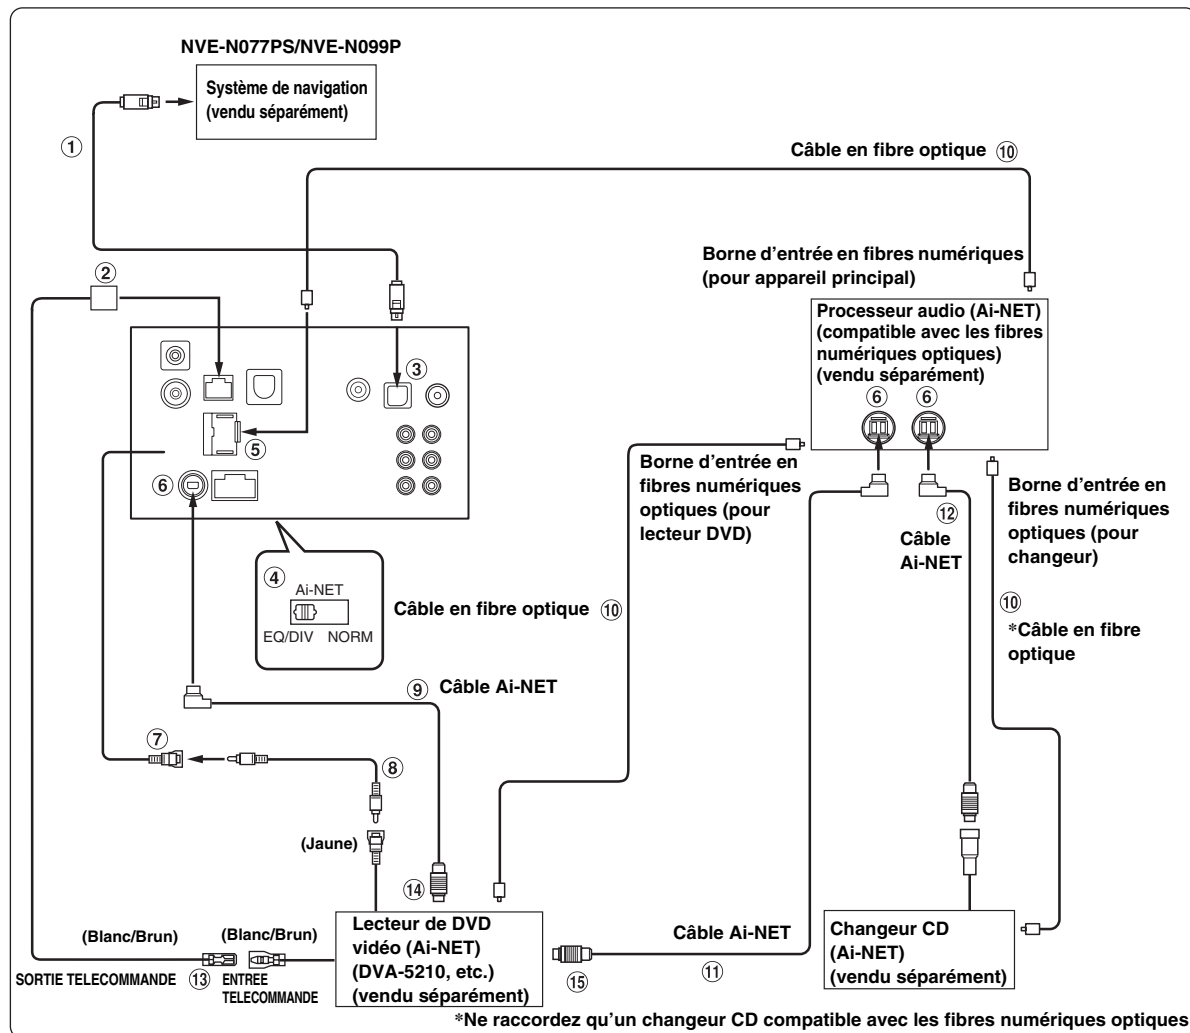 NVE-N077PS/NVE-N099P
Système de navigation
(vendu séparément)
①
Câble en fibre optique ⑩
Borne d'entrée en fibres numériques
(pour appareil principal)
②
Processeur audio (Ai-NET)
(compatible avec les fibres
numériques optiques)
(vendu séparément)
③
⑥ ⑥
⑤
⑥
Borne d'entrée en
fibres numériques
optiques (pour
lecteur DVD)
Borne d'entrée en
fibres numériques
optiques (pour
changeur)
⑫
Câble
Ai-NET
④
Ai-NET
EQ/DIV NORM
Câble en fibre optique ⑩
⑩
*Câble en fibre
optique
⑨ Câble Ai-NET
⑦
⑧
(Jaune)
⑭
Lecteur de DVD
vidéo (Ai-NET)
(DVA-5210, etc.)
(vendu séparément)
(Blanc/Brun) (Blanc/Brun)
SORTIE TELECOMMANDE ⑬ ENTREE
TELECOMMANDE
⑮
Câble Ai-NET
⑪
Changeur CD
(Ai-NET)
(vendu séparément)
*Ne raccordez qu'un changeur CD compatible avec les fibres numériques optiques